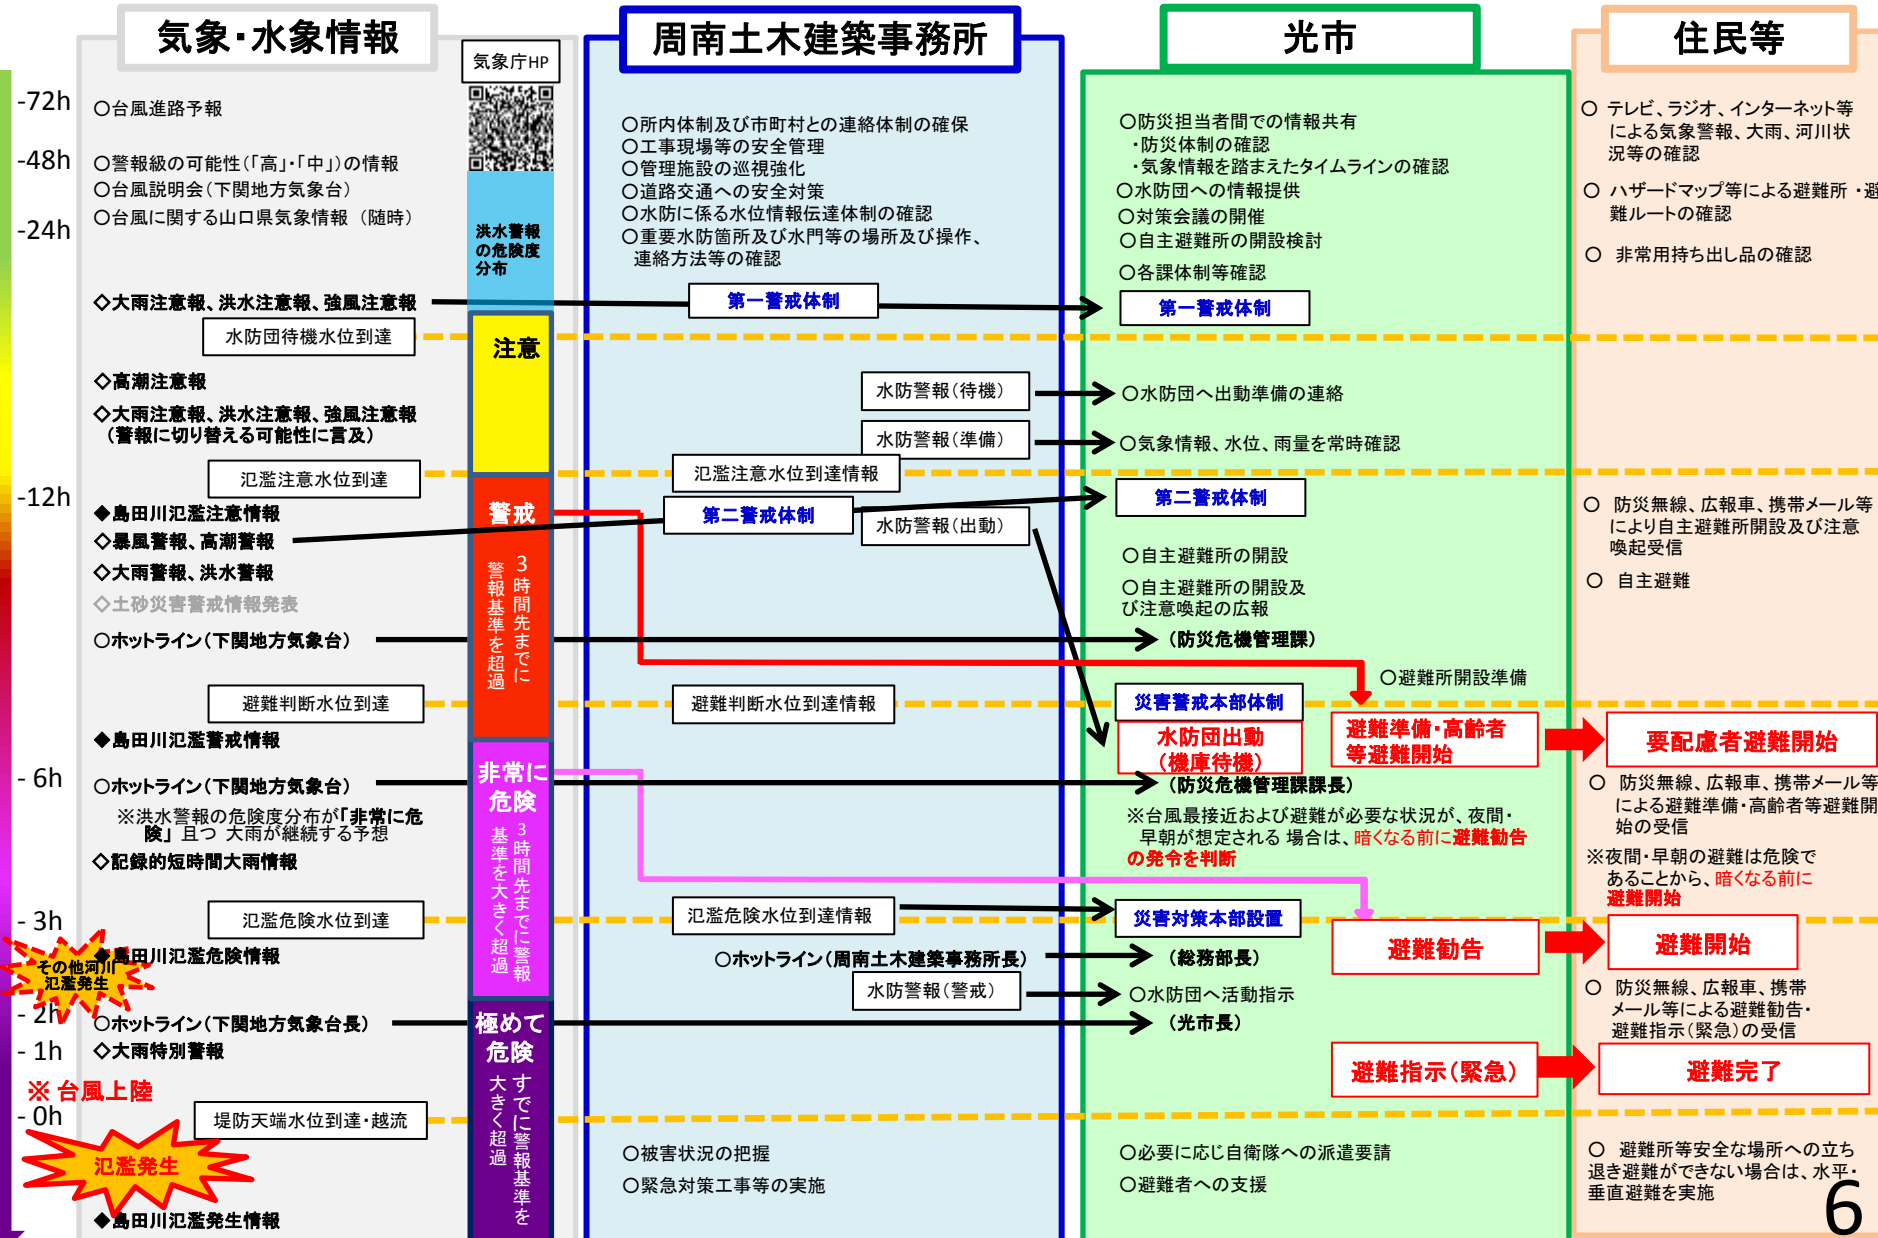 気象・水象情報
気象庁HP
-72h
-48h
-24h
-12h
- 6h
- 3h
- 2h
- 1h
- 0h
○台風進路予報
○警報級の可能性(「高」・「中」)の情報
○台風説明会(下関地方気象台)
○台風に関する山口県気象情報 (随時)
◇大雨注意報、洪水注意報、強風注意報
水防団待機水位到達
◇高潮注意報
◇大雨注意報、洪水注意報、強風注意報
(警報に切り替える可能性に言及)
氾濫注意水位到達
◆島田川氾濫注意情報
◇暴風警報、高潮警報
◇大雨警報、洪水警報
◇土砂災害警戒情報発表
○ホットライン(下関地方気象台)
避難判断水位到達
◆島田川氾濫警戒情報
○ホットライン(下関地方気象台)
※洪水警報の危険度分布が「非常に危
険」 且つ 大雨が継続する予想
◇記録的短時間大雨情報
氾濫危険水位到達
◆島田川氾濫危険情報
その他河川
氾濫発生
○ホットライン(下関地方気象台長)
◇大雨特別警報
※ 台風上陸
堤防天端水位到達・越流
氾濫発生
◆島田川氾濫発生情報
洪水警報
の危険度
分布
注意
警戒
3時間先までに
警報基準を超過
非常に
危険
3時間先までに警報
基準を大きく超過
極めて
危険
すでに警報基準を
大きく超過
周南土木建築事務所
○所内体制及び市町村との連絡体制の確保
○工事現場等の安全管理
○管理施設の巡視強化
○道路交通への安全対策
○水防に係る水位情報伝達体制の確認
○重要水防箇所及び水門等の場所及び操作、
連絡方法等の確認
第一警戒体制
水防警報(待機)
水防警報(準備)
氾濫注意水位到達情報
第二警戒体制
水防警報(出動)
避難判断水位到達情報
氾濫危険水位到達情報
○ホットライン(周南土木建築事務所長)
水防警報(警戒)
○被害状況の把握
○緊急対策工事等の実施
光市
○防災担当者間での情報共有
・防災体制の確認
・気象情報を踏まえたタイムラインの確認
○水防団への情報提供
○対策会議の開催
○自主避難所の開設検討
○各課体制等確認
第一警戒体制
○水防団へ出動準備の連絡
○気象情報、水位、雨量を常時確認
第二警戒体制
○自主避難所の開設
○自主避難所の開設及
び注意喚起の広報
(防災危機管理課)
○避難所開設準備
災害警戒本部体制
水防団出動
(機庫待機)
避難準備・高齢者
等避難開始
(防災危機管理課課長)
※台風最接近および避難が必要な状況が、夜間・
早朝が想定される 場合は、暗くなる前に避難勧告
の発令を判断
災害対策本部設置
避難勧告
(総務部長)
○水防団へ活動指示
(光市長)
避難指示(緊急)
○必要に応じ自衛隊への派遣要請
○避難者への支援
住民等
○ テレビ、ラジオ、インターネット等
による気象警報、大雨、河川状
況等の確認
○ ハザードマップ等による避難所 ・避
難ルートの確認
○ 非常用持ち出し品の確認
○ 防災無線、広報車、携帯メール等
により自主避難所開設及び注意
喚起受信
○ 自主避難
要配慮者避難開始
○ 防災無線、広報車、携帯メール等
による避難準備・高齢者等避難開
始の受信
※夜間・早朝の避難は危険で
あることから、暗くなる前に
避難開始
避難開始
○ 防災無線、広報車、携帯
メール等による避難勧告・
避難指示(緊急)の受信
避難完了
○ 避難所等安全な場所への立ち
退き避難ができない場合は、水平・
垂直避難を実施
6